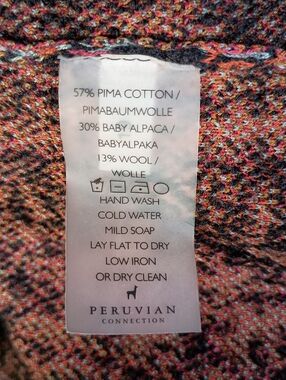 57% PIMA COTTON /
PIMABAUMWOLLE
30% BABY ALPACA /
BABYALPAKA
13% WOOL /
WOLLE
HAND WASH
COLD WATER
MILD SOAP
LAY FLAT TO DRY
LOW IRON
OR DRY CLEAN
PERUVIAN
CONNECTION